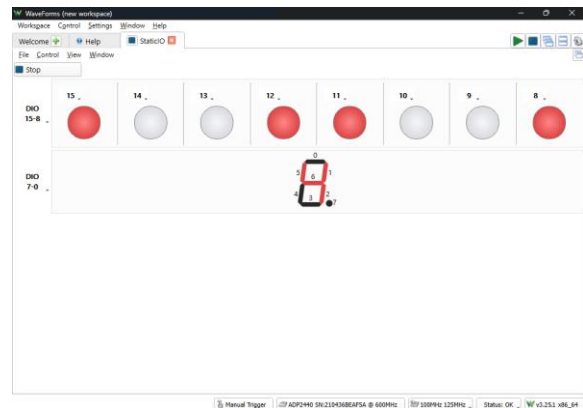 WaveForms (new workspace)
Workspace Control Settings Window Help
Welcome Help StaticIO
File Control View Window
Stop
15 14 13 12 11 10 9 8
DIO
15-8
0
5 6 1
4 3 2 7
DIO
7-0
Manual Trigger ADP2440 SN:210436BEAF5A @ 600MHz 100MHz 125MHz Status: OK v3.25.1 x86_64